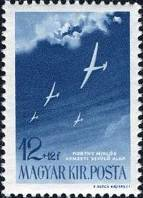 12+12f
HORTHY MIKLÓS
NEMZETI REPÜLŐ ALAP
MAGYAR KIR. POSTA